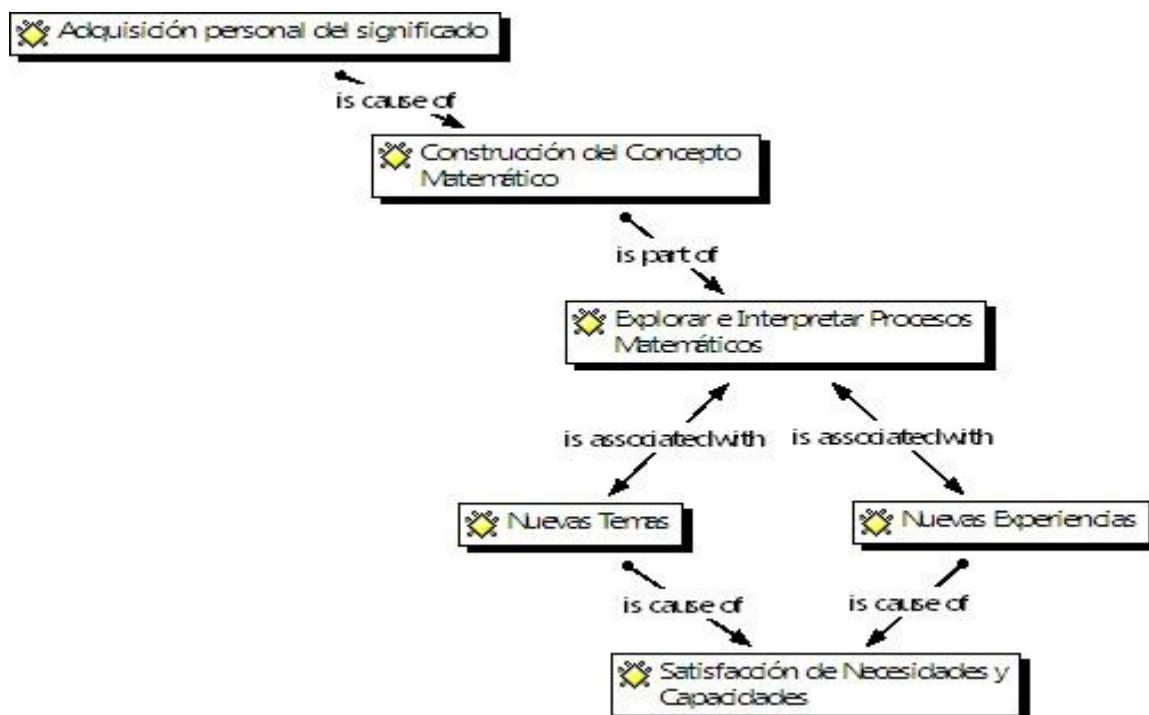 Adquisición personal del significado
is cause of
Construcción del Concepto
Matemático
is part of
Explorar e Interpretar Procesos
Matemáticos
is associated with
is associated with
Nuevas Temas
Nuevas Experiencias
is cause of
is cause of
Satisfacción de Necesidades y
Capacidades